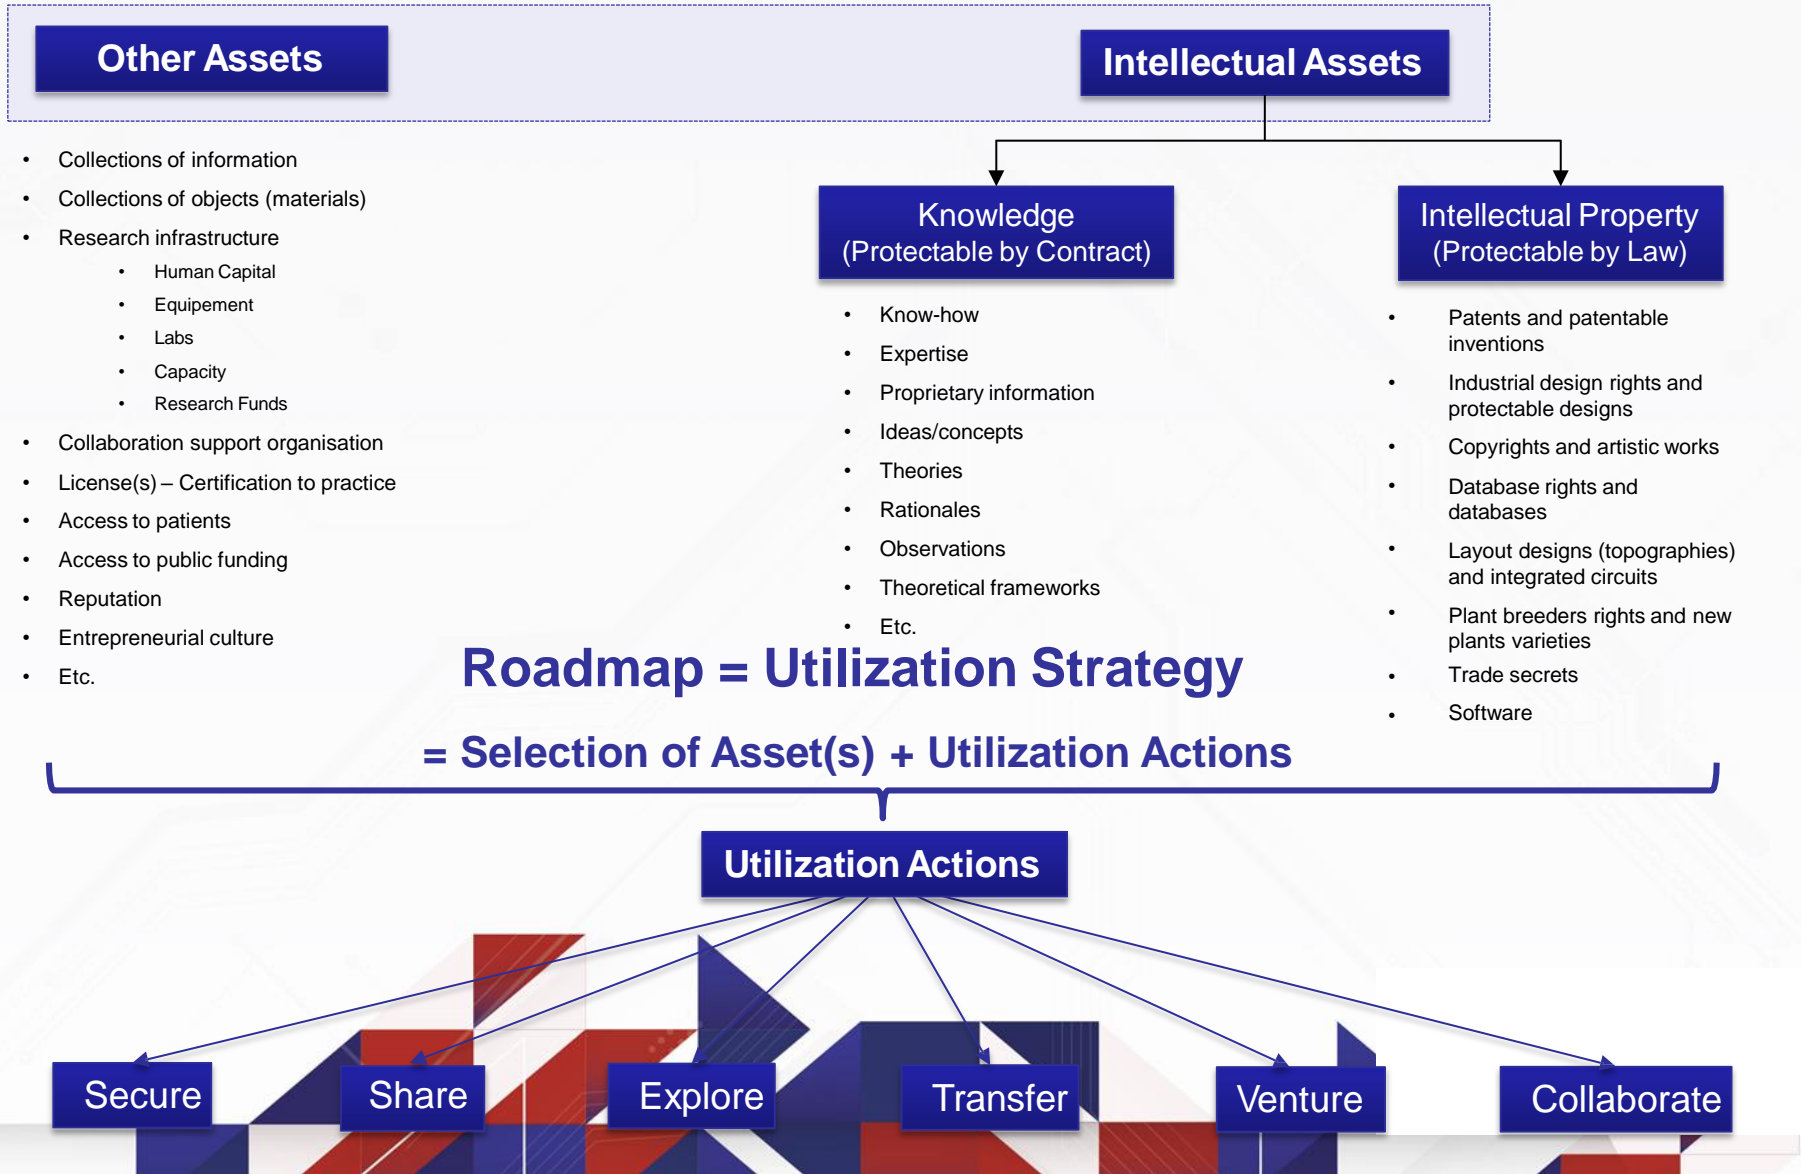 Other Assets
Intellectual Assets
• Collections of information
• Collections of objects (materials)
• Research infrastructure
• Human Capital
• Equipement
• Labs
• Capacity
• Research Funds
• Collaboration support organisation
• License(s) – Certification to practice
• Access to patients
• Access to public funding
• Reputation
• Entrepreneurial culture
• Etc.
Knowledge
(Protectable by Contract)
• Know-how
• Expertise
• Proprietary information
• Ideas/concepts
• Theories
• Rationales
• Observations
• Theoretical frameworks
• Etc.
Intellectual Property
(Protectable by Law)
• Patents and patentable
inventions
• Industrial design rights and
protectable designs
• Copyrights and artistic works
• Database rights and
databases
• Layout designs (topographies)
and integrated circuits
• Plant breeders rights and new
plants varieties
• Trade secrets
• Software
Roadmap = Utilization Strategy
= Selection of Asset(s) + Utilization Actions
Utilization Actions
Secure
Share
Explore
Transfer
Venture
Collaborate